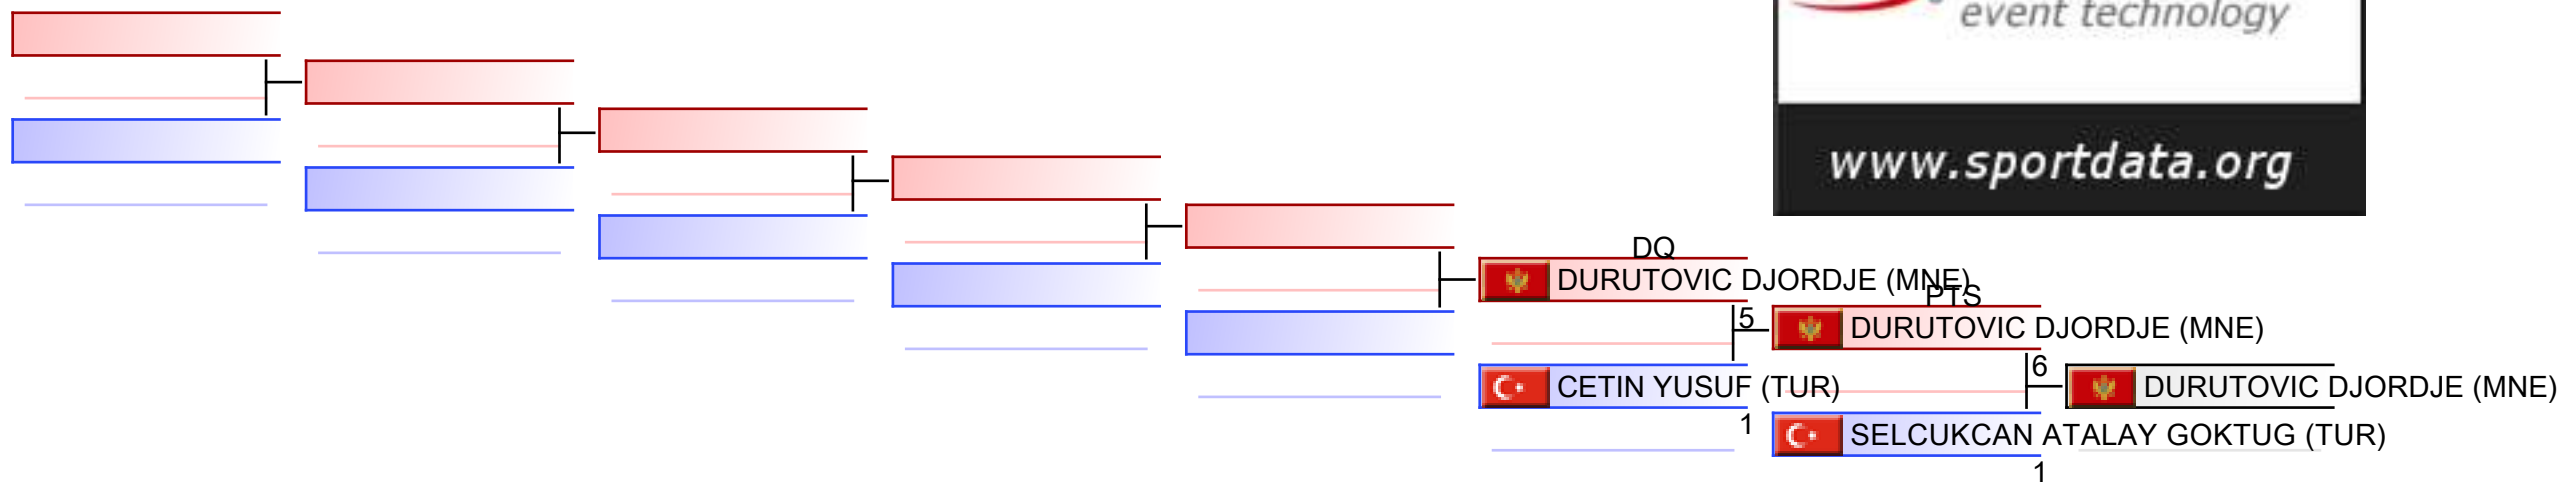 event technology
www.sportdata.org
DQ
DURUTOVIC DJORDJE (MNE)
PTS
5
DURUTOVIC DJORDJE (MNE)
6
CETIN YUSUF (TUR)
DURUTOVIC DJORDJE (MNE)
1
SELCUKCAN ATALAY GOKTUG (TUR)
1